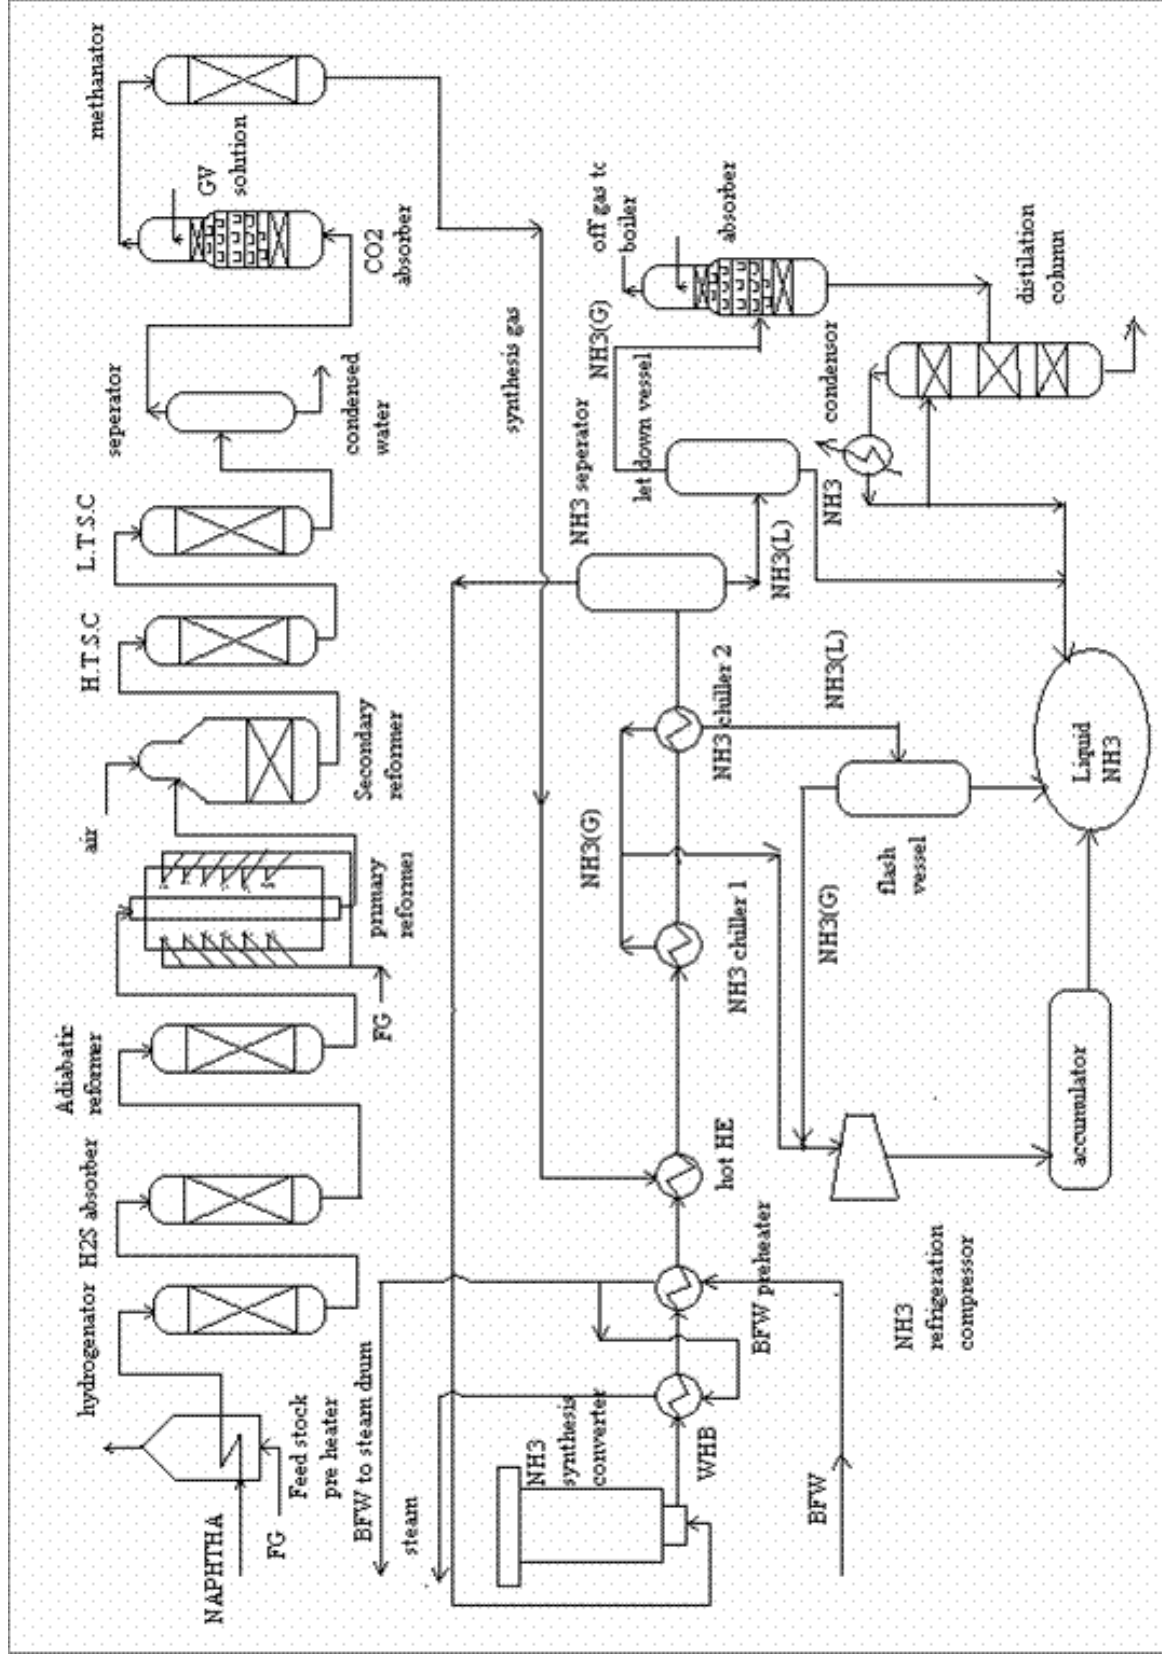 hydrogenator
H2S absorber
Adiabatic
reformer
air
H.T.S.C
L.T.S.C
seperator
methanator
GV
solution
NAPHTHA
FG
Feed stock
pre heater
FG
primary
reformer
Secondary
reformer
condensed
water
CO2
absorber
BFW to steam drum
steam
synthesis gas
NH3
synthesis
converter
WHB
BFW preheater
hot HE
NH3 chiller 1
NH3(G)
NH3 chiller 2
NH3 seperator
let down vessel
NH3(G)
off gas tc
boiler
absorber
NH3(L)
NH3
condensor
distilation
column
BFW
NH3
refrigeration
compressor
NH3(G)
flash
vessel
NH3(L)
accumulator
Liquid
NH3